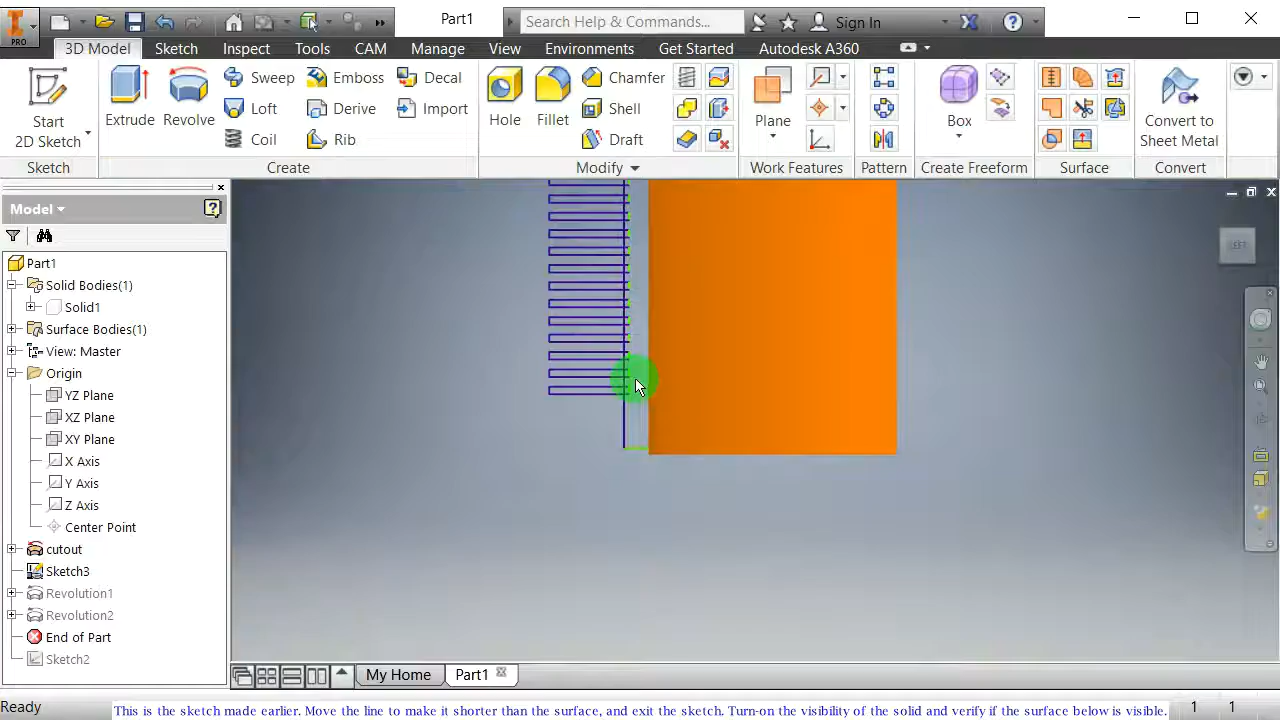 Part1
Search Help & Commands...
Sign In
PRO
3D Model
Sketch
Inspect
Tools
CAM
Manage
View
Environments
Get Started
Autodesk A360
Start
2D Sketch
Extrude
Revolve
Sweep
Loft
Coil
Emboss
Derive
Rib
Decal
Import
Hole
Fillet
Chamfer
Shell
Draft
Plane
Box
Convert to
Sheet Metal
Sketch
Create
Modify
Work Features
Pattern
Create Freeform
Surface
Convert
Model
Part1
Solid Bodies(1)
Solid1
Surface Bodies(1)
View: Master
Origin
YZ Plane
XZ Plane
XY Plane
X Axis
Y Axis
Z Axis
Center Point
cutout
Sketch3
Revolution1
Revolution2
End of Part
Sketch2
LEFT
My Home
Part1
Ready
This is the sketch made earlier. Move the line to make it shorter than the surface, and exit the sketch. Turn-on the visibility of the solid and verify if the surface below is visible.
1
1